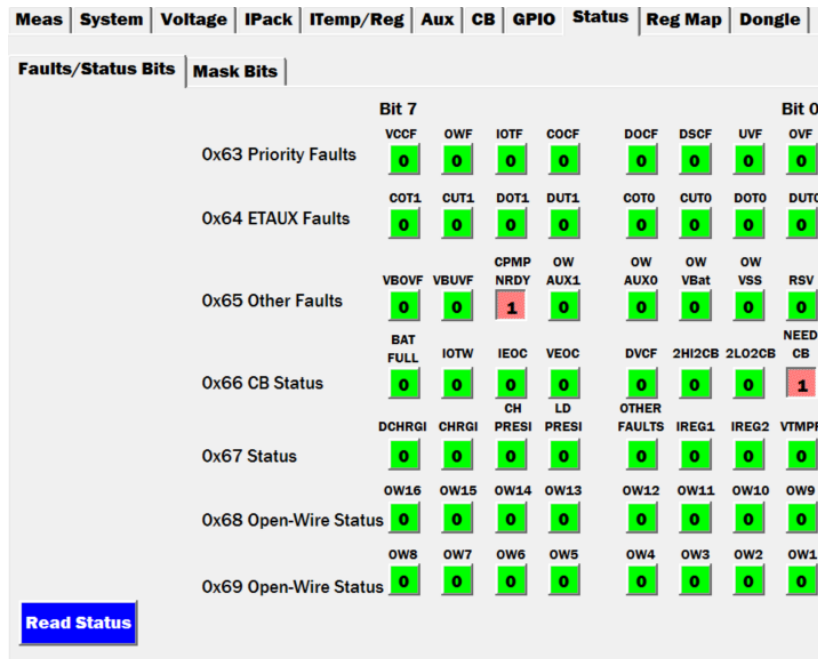 Meas System Voltage IPack ITemp/Reg Aux CB GPIO Status Reg Map Dongle
Faults/Status Bits Mask Bits
Bit 7 Bit 0
VCCF OWF IOTF COCF DOCF DSCF UVF OVF
0x63 Priority Faults 0 0 0 0 0 0 0 0
COT1 CUT1 DOT1 DUT1 COT0 CUT0 DOT0 DUT0
0x64 ETAUX Faults 0 0 0 0 0 0 0 0
CPMP OW OW OW OW
VBOVF VBUVF NRDY AUX1 AUX0 VBat VSS RSV
0x65 Other Faults 0 0 1 0 0 0 0 0
BAT NEED
FULL IOTW IEOC VEOC DVCF 2HI2CB 2LO2CB CB
0x66 CB Status 0 0 0 0 0 0 0 1
CH LD OTHER
DCHRGI CHRGI PRESI PRESI FAULTS IREG1 IREG2 VTMPF
0x67 Status 0 0 0 0 0 0 0 0
OW16 OW15 OW14 OW13 OW12 OW11 OW10 OW9
0x68 Open-Wire Status 0 0 0 0 0 0 0 0
OW8 OW7 OW6 OW5 OW4 OW3 OW2 OW1
0x69 Open-Wire Status 0 0 0 0 0 0 0 0
Read Status